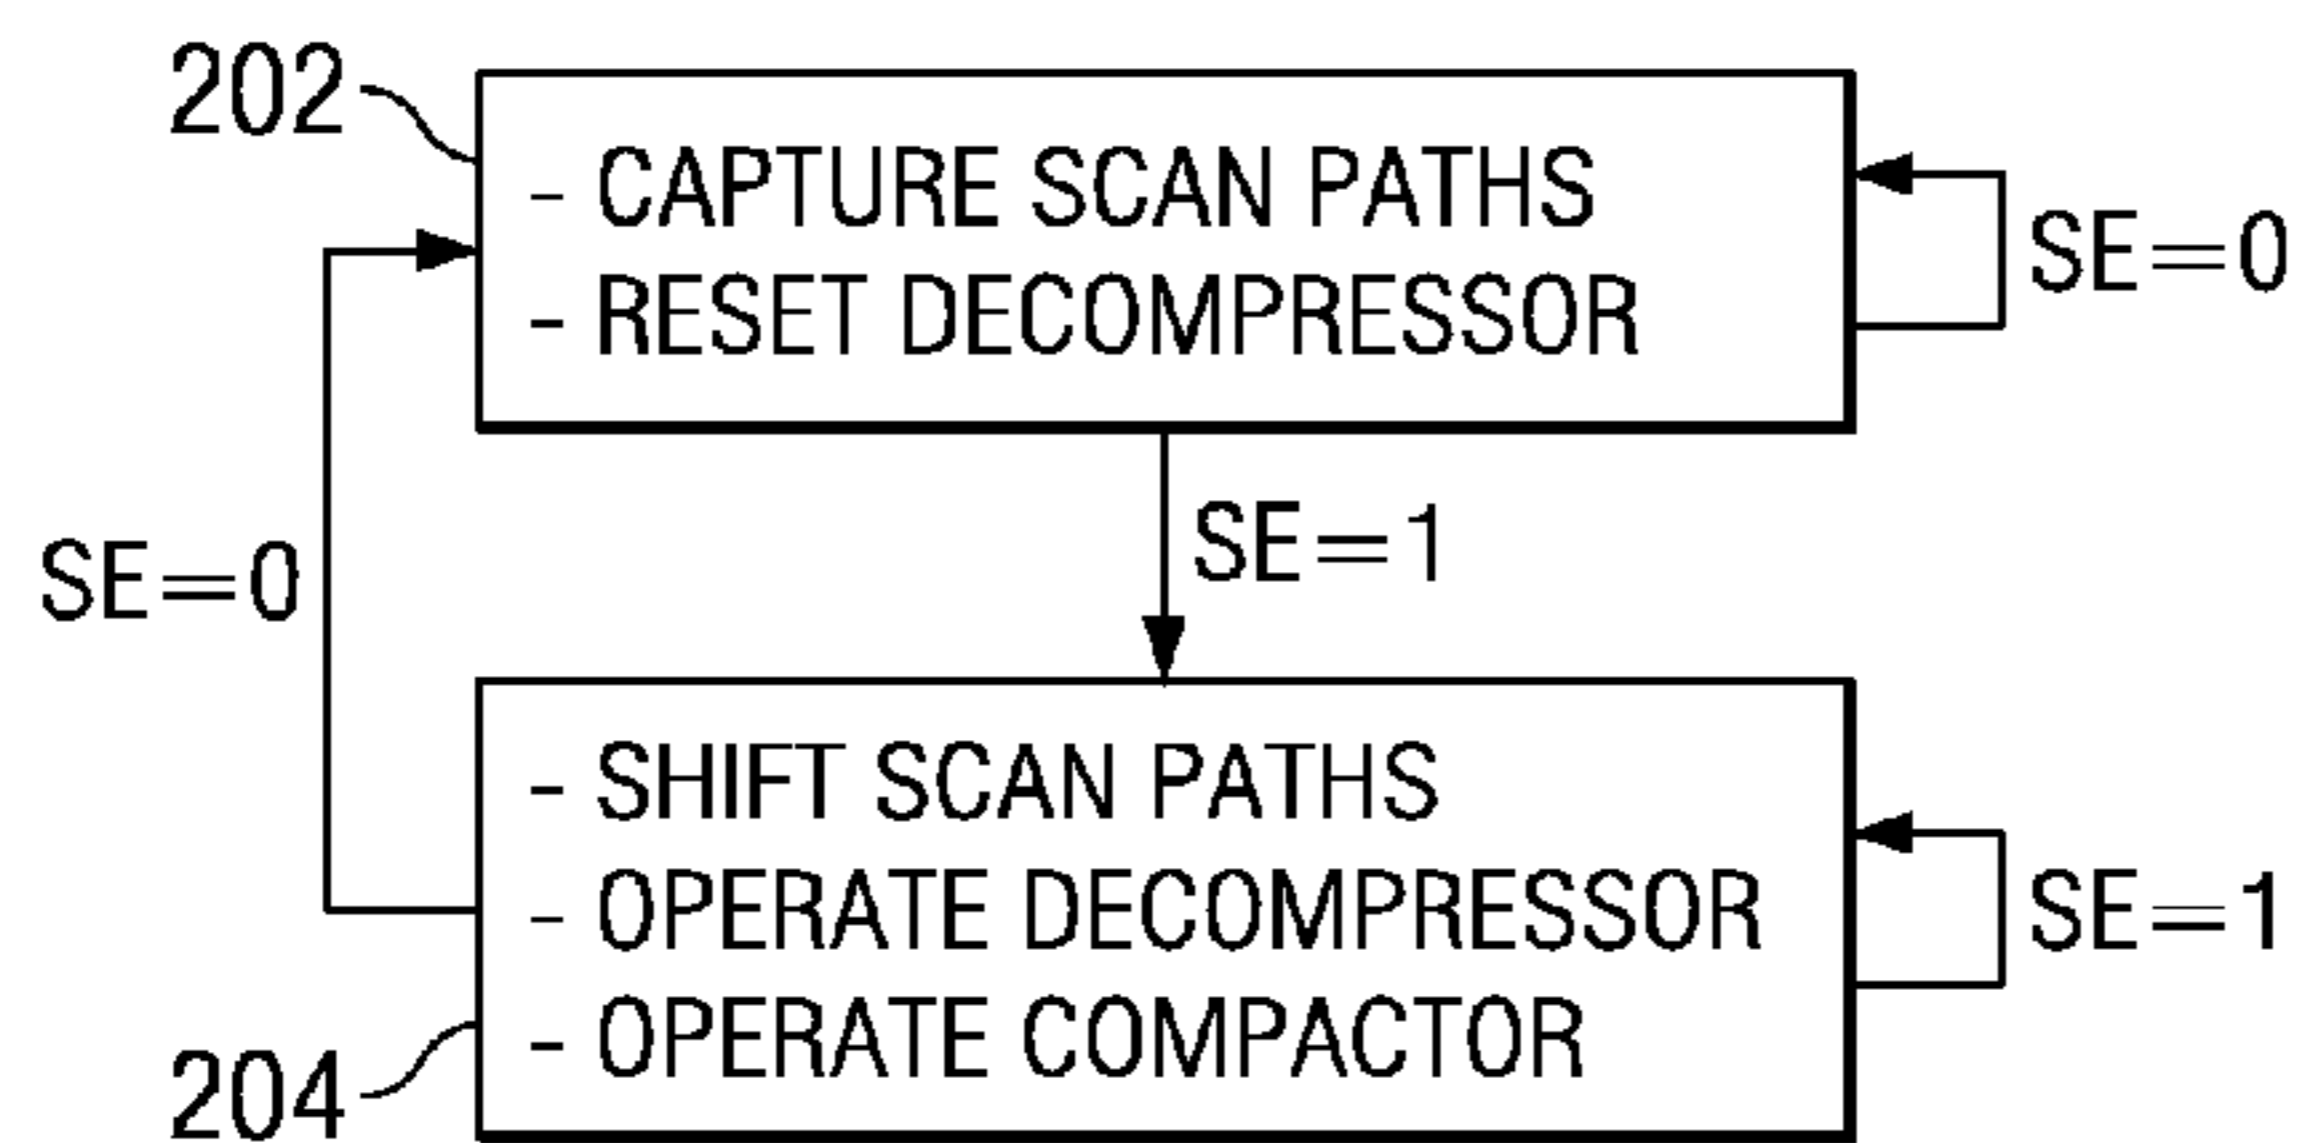 202
- CAPTURE SCAN PATHS
- RESET DECOMPRESSOR
SE=0
SE=0
SE=1
- SHIFT SCAN PATHS
- OPERATE DECOMPRESSOR
- OPERATE COMPACTOR
SE=1
204